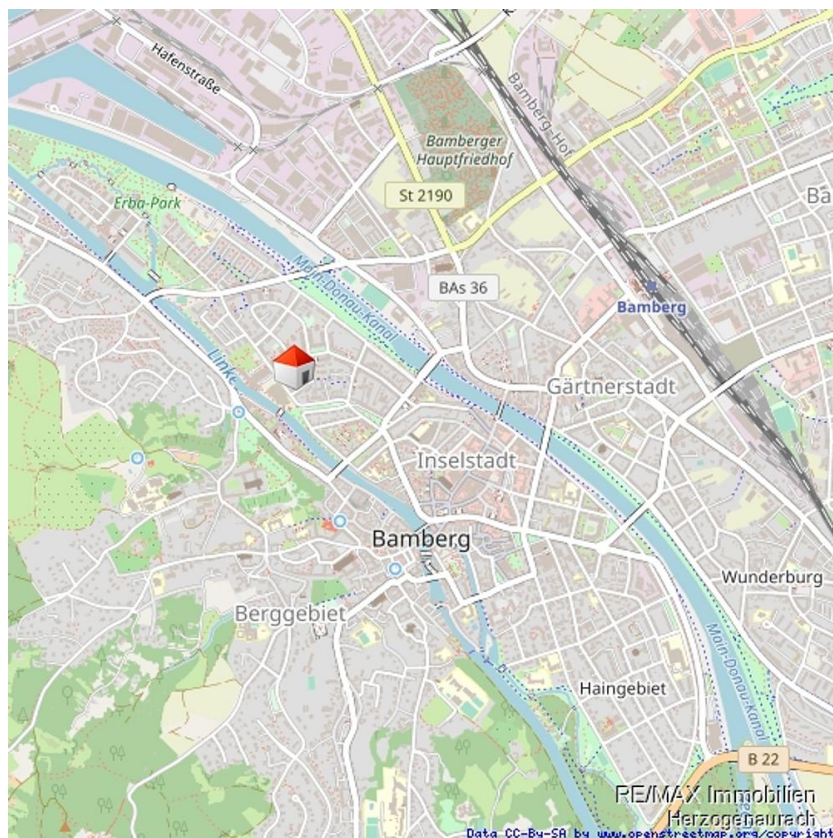 Hafenstraße
Bamberg-Hof
Bamberger
Hauptfriedhof
St 2190
Erba-Park
Ba
Main-Donau-Kanal
BAs 36
Bamberg
Linke
Gärtnerstadt
Inselstadt
Bamberg
Wunderburg
Berggebiet
Main-Donau-Kanal
Haingebiet
B 22
RE/MAX Immobilien
Herzogenaurach
Data CC-By-SA by www.openstreetmap.org/copyright